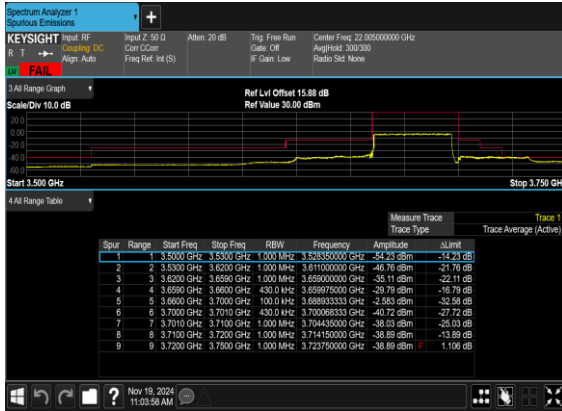 Spectrum Analyzer 1
Spurious Emissions
KEYSIGHT Input: RF Input Z: 50 Ω Atten: 20 dB Trig: Free Run Center Freq: 22.005000000 GHz
R T Coupling: DC Corr CCorr Gate: Off Avg|Hold: 300/300
Align: Auto Freq Ref: Int (S) IF Gain: Low Radio Std: None
FAIL
3 All Range Graph Ref Lvl Offset 15.88 dB
Scale/Div 10.0 dB Ref Value 30.00 dBm
20.0
0.00
-20.0
-40.0
-60.0
Start 3.500 GHz Stop 3.750 GH
4 All Range Table
Measure Trace Trace 1
Trace Type Trace Average (Active)
Spur Range Start Freq Stop Freq RBW Frequency Amplitude ΔLimit
1 1 3.5000 GHz 3.5300 GHz 1.000 MHz 3.528350000 GHz -54.23 dBm -14.23 dB
2 2 3.5300 GHz 3.6200 GHz 1.000 MHz 3.611000000 GHz -46.76 dBm -21.76 dB
3 3 3.6200 GHz 3.6590 GHz 1.000 MHz 3.659000000 GHz -35.11 dBm -22.11 dB
4 4 3.6590 GHz 3.6600 GHz 430.0 kHz 3.659975000 GHz -29.79 dBm -16.79 dB
5 5 3.6600 GHz 3.7000 GHz 100.0 kHz 3.688933333 GHz -2.583 dBm -32.58 dB
6 6 3.7000 GHz 3.7010 GHz 430.0 kHz 3.700068333 GHz -40.72 dBm -27.72 dB
7 7 3.7010 GHz 3.7100 GHz 1.000 MHz 3.704435000 GHz -38.03 dBm -25.03 dB
8 8 3.7100 GHz 3.7200 GHz 1.000 MHz 3.714150000 GHz -38.89 dBm -13.89 dB
9 9 3.7200 GHz 3.7500 GHz 1.000 MHz 3.723750000 GHz -38.89 dBm F 1.106 dB
Nov 19, 2024
11:03:58 AM